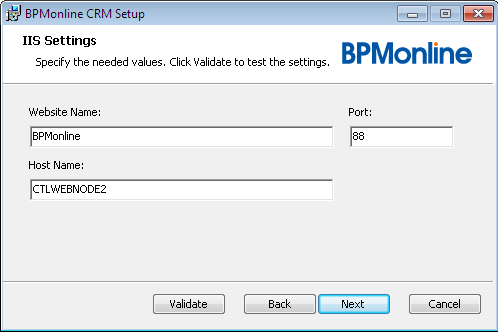 BPMonline CRM Setup
IIS Settings
Specify the needed values. Click Validate to test the settings.
BPMonline
Website Name:
Port:
BPMonline
88
Host Name:
CTLWEBNODE2
Validate
Back
Next
Cancel